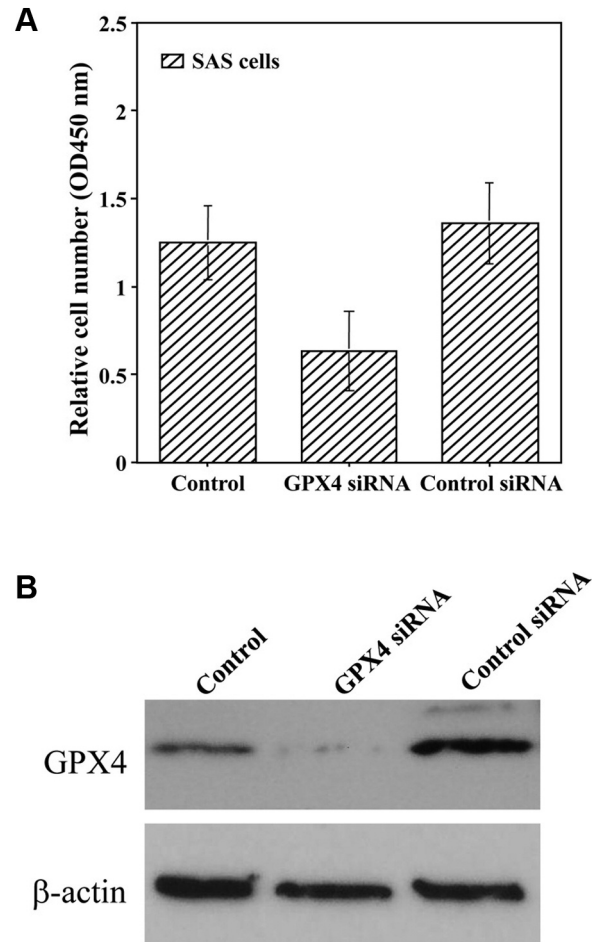 A
2.5
2
1.5
1
0.5
0
Relative cell number (OD450 nm)
SAS cells
Control GPX4 siRNA Control siRNA
B
Control GPX4 siRNA Control siRNA
GPX4
β-actin